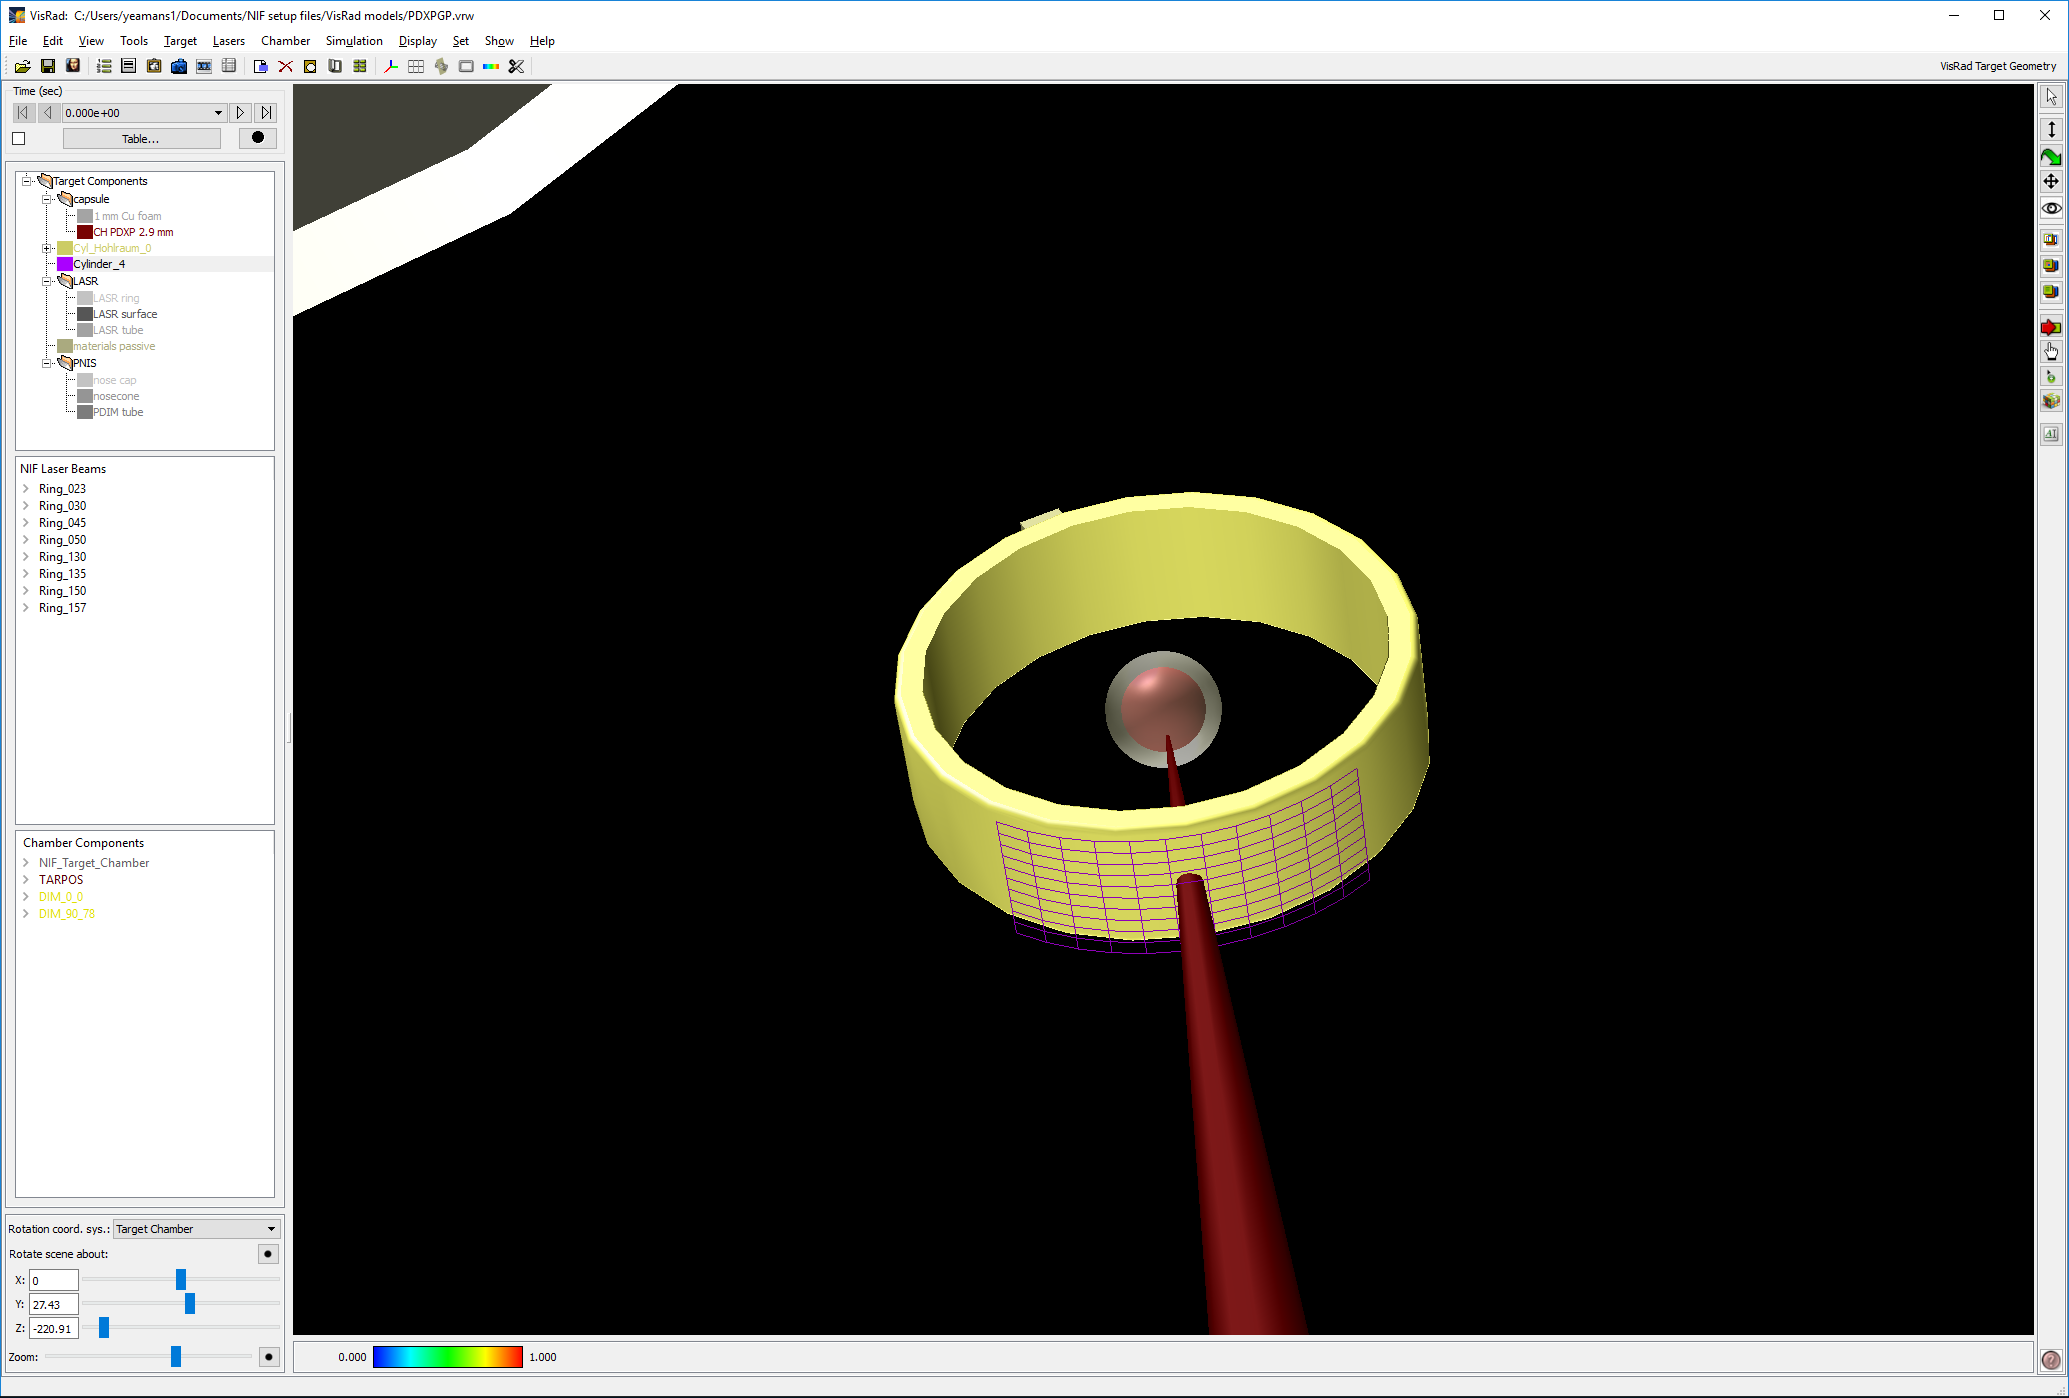 VisRad: C:/Users/yeamans1/Documents/NIF setup files/VisRad models/PDXPGP.vrw
File Edit View Tools Target Lasers Chamber Simulation Display Set Show Help
VisRad Target Geometry
Time (sec)
0.000e+00
Table...
Target Components
capsule
1 mm Cu foam
CH PDXP 2.9 mm
Cyl_Hohlraum_0
Cylinder_4
LASR
LASR ring
LASR surface
LASR tube
materials passive
PNIS
nose cap
nosecone
PDIM tube
NIF Laser Beams
Ring_023
Ring_030
Ring_045
Ring_050
Ring_130
Ring_135
Ring_150
Ring_157
Chamber Components
NIF_Target_Chamber
TARPOS
DIM_0_0
DIM_90_78
Rotation coord. sys.: Target Chamber
Rotate scene about:
X: 0
Y: 27.43
Z: -220.91
Zoom:
0.000 1.000